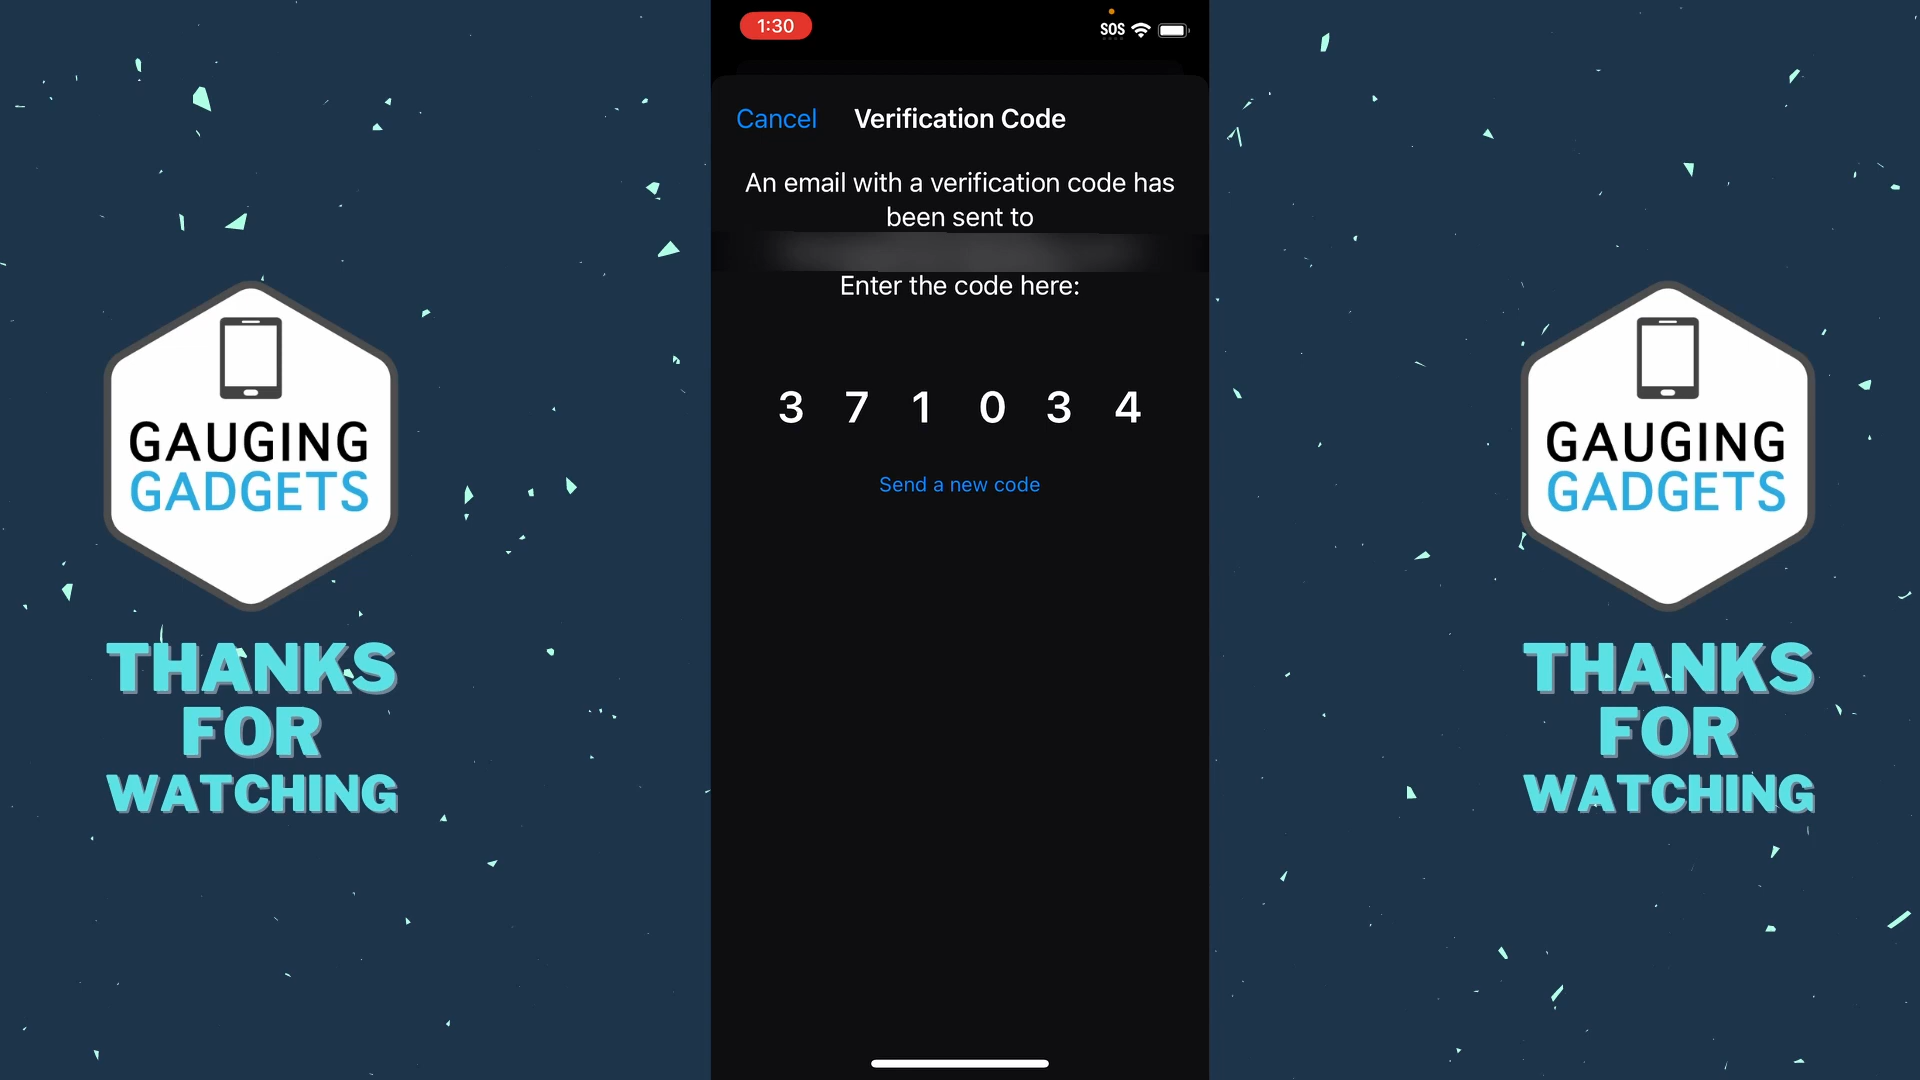 1:30
SOS
Cancel
Verification Code
An email with a verification code has
been sent to
Enter the code here:
3 7 1 0 3 4
Send a new code
GAUGING
GADGETS
THANKS
FOR
WATCHING
GAUGING
GADGETS
THANKS
FOR
WATCHING